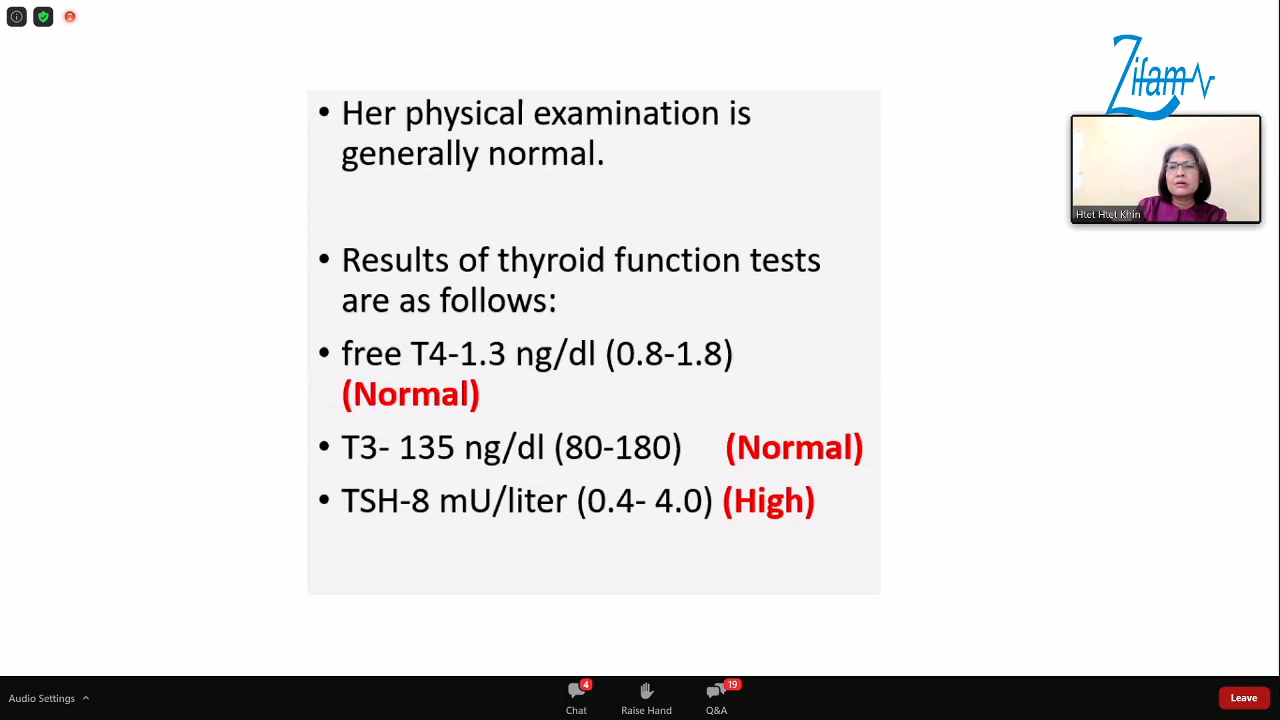 Zifam
• Her physical examination is
generally normal.
Htet Htet Khin
• Results of thyroid function tests
are as follows:
• free T4-1.3 ng/dl (0.8-1.8)
(Normal)
• T3- 135 ng/dl (80-180) (Normal)
• TSH-8 mU/liter (0.4- 4.0) (High)
Audio Settings
4
Chat
Raise Hand
19
Q&A
Leave